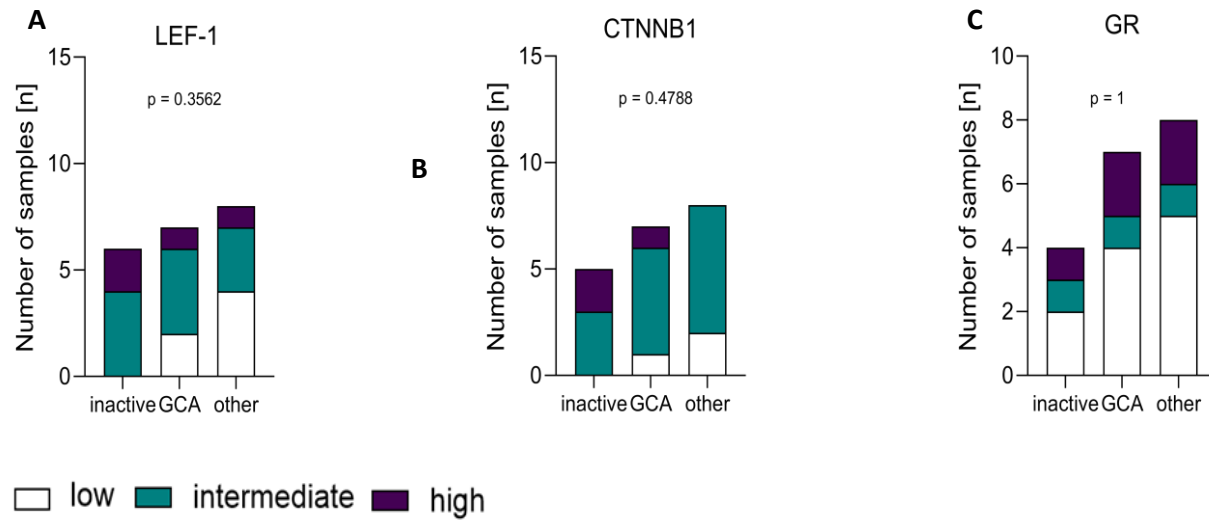 A
LEF-1
15
10
5
0
Number of samples [n]
p = 0.3562
inactive GCA other
B
CTNNB1
15
10
5
0
Number of samples [n]
p = 0.4788
inactive GCA other
C
GR
10
8
6
4
2
0
Number of samples [n]
p = 1
inactive GCA other
low intermediate high